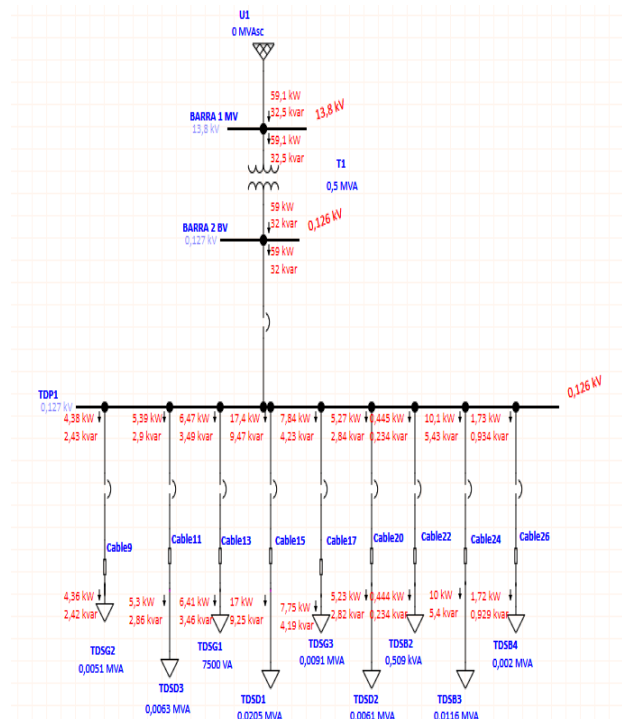 U1
0 MVAsc
59,1 kW
32,5 kvar
BARRA 1 MV
13,8 kV
13,8 kV
59,1 kW
32,5 kvar
T1
0,5 MVA
59 kW
32 kvar
BARRA 2 BV
0,127 kV
0,126 kV
59 kW
32 kvar
TDP1
0,127 kV
0,126 kV
4,38 kW 5,39 kW 6,47 kW 17,4 kW 7,84 kW 5,27 kW 0,445 kW 10,1 kW 1,73 kW
2,43 kvar 2,9 kvar 3,49 kvar 9,47 kvar 4,23 kvar 2,84 kvar 0,234 kvar 5,43 kvar 0,934 kvar
Cable9 Cable11 Cable13 Cable15 Cable17 Cable20 Cable22 Cable24 Cable26
4,36 kW 5,3 kW 6,41 kW 17 kW 7,75 kW 5,23 kW 0,444 kW 10 kW 1,72 kW
2,42 kvar 2,86 kvar 3,46 kvar 9,25 kvar 4,19 kvar 2,82 kvar 0,234 kvar 5,4 kvar 0,929 kvar
TDSG2 TDSG1 TDSG3 TDSB2 TDSB4
0,0051 MVA 7500 VA 0,0091 MVA 0,509 kVA 0,002 MVA
TDSD3 TDSD1 TDSD2 TDSB3
0,0063 MVA 0,0205 MVA 0,0061 MVA 0,0116 MVA